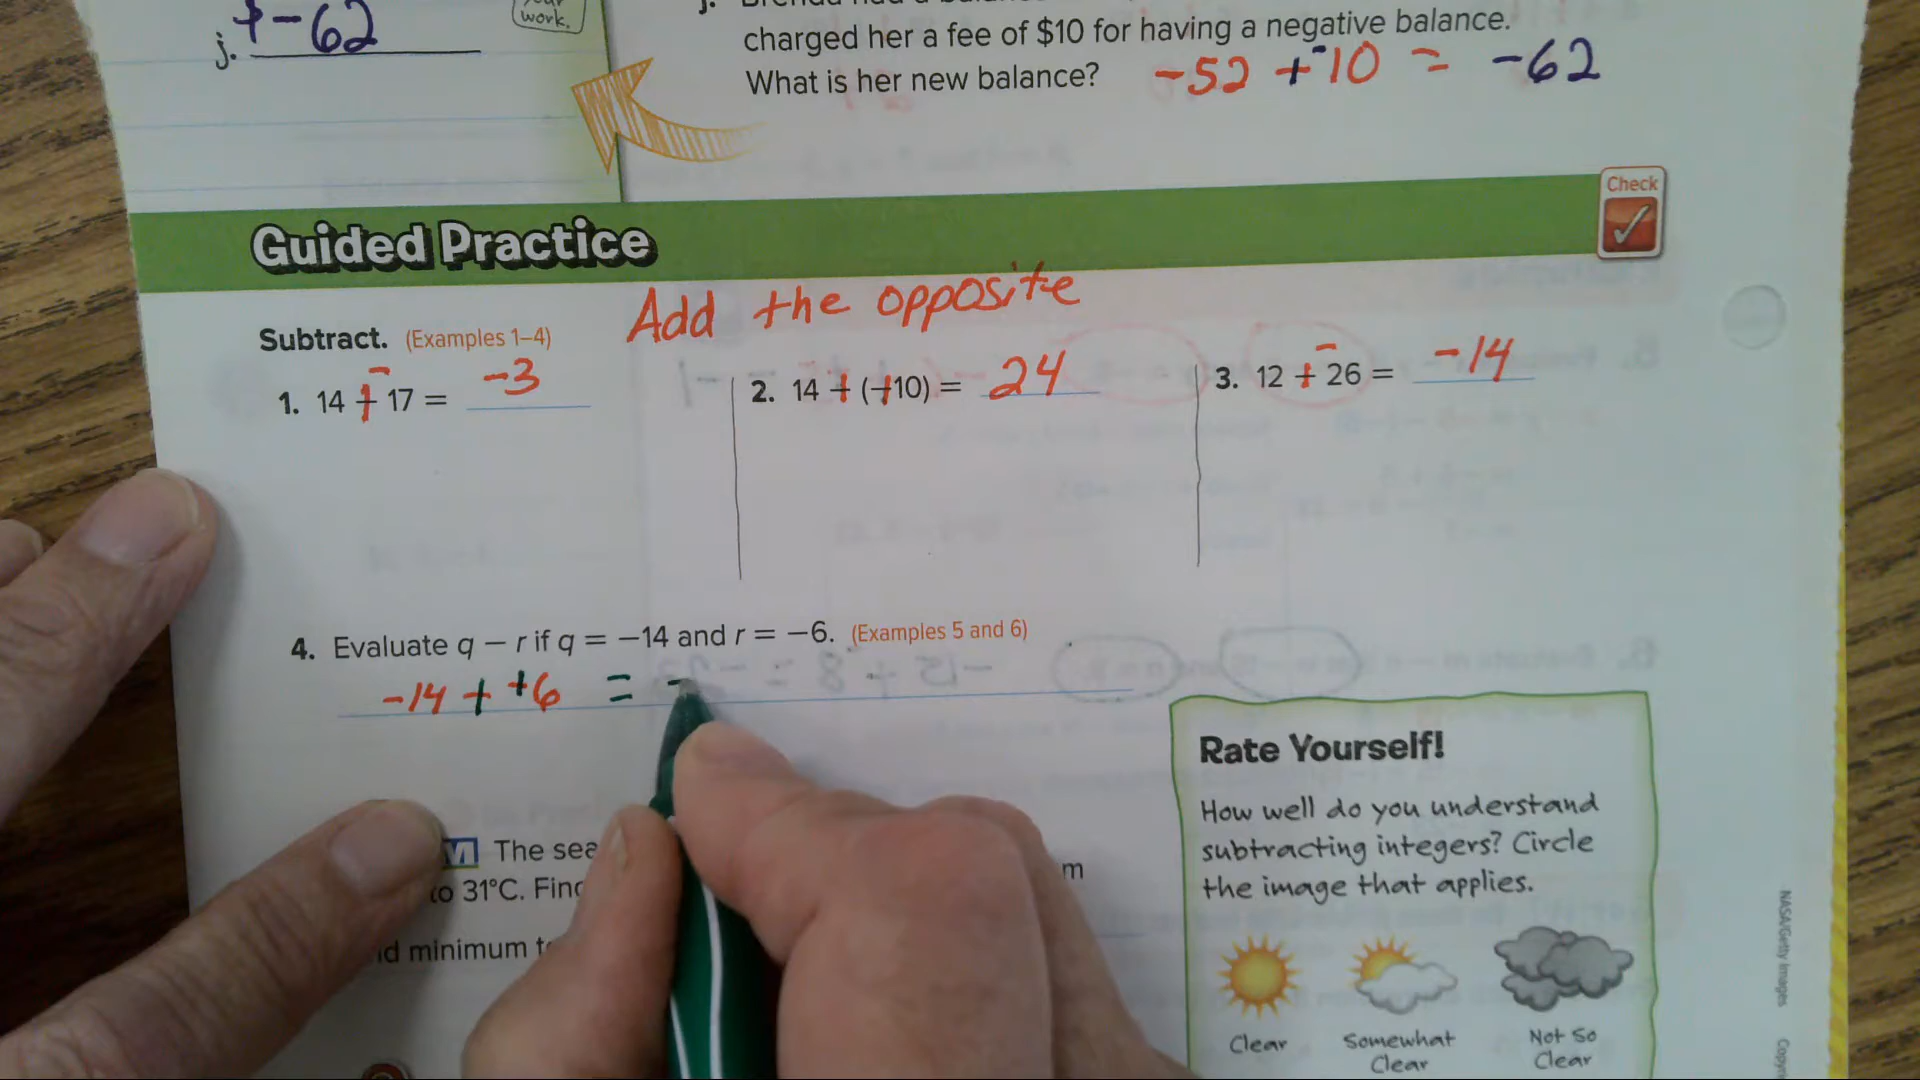 j. -62
work.
charged her a fee of $10 for having a negative balance.
What is her new balance? -52 + -10 = -62
Check
Guided Practice
Add the opposite
Subtract. (Examples 1–4)
1. 14 + -17 = -3
2. 14 + (+10) = 24
3. 12 + -26 = -14
4. Evaluate q – r if q = –14 and r = –6. (Examples 5 and 6)
-14 + +6 = -
The sea
to 31°C. Find
m
d minimum
Rate Yourself!
How well do you understand
subtracting integers? Circle
the image that applies.
Clear
Somewhat
Clear
Not So
Clear
NASA/Getty Images